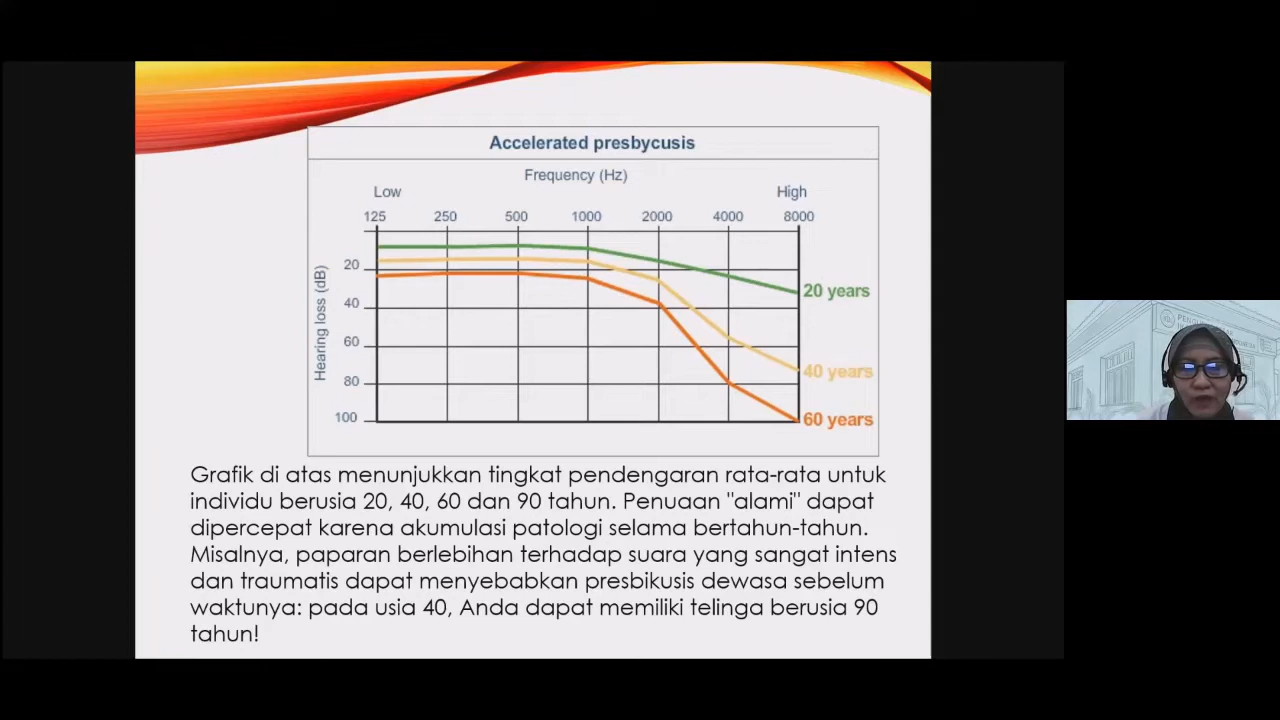 Accelerated presbycusis
Frequency (Hz)
Low High
125 250 500 1000 2000 4000 8000
Hearing loss (dB)
20
40
60
80
100
20 years
40 years
60 years
Grafik di atas menunjukkan tingkat pendengaran rata-rata untuk
individu berusia 20, 40, 60 dan 90 tahun. Penuaan "alami" dapat
dipercepat karena akumulasi patologi selama bertahun-tahun.
Misalnya, paparan berlebihan terhadap suara yang sangat intens
dan traumatis dapat menyebabkan presbikusis dewasa sebelum
waktunya: pada usia 40, Anda dapat memiliki telinga berusia 90
tahun!